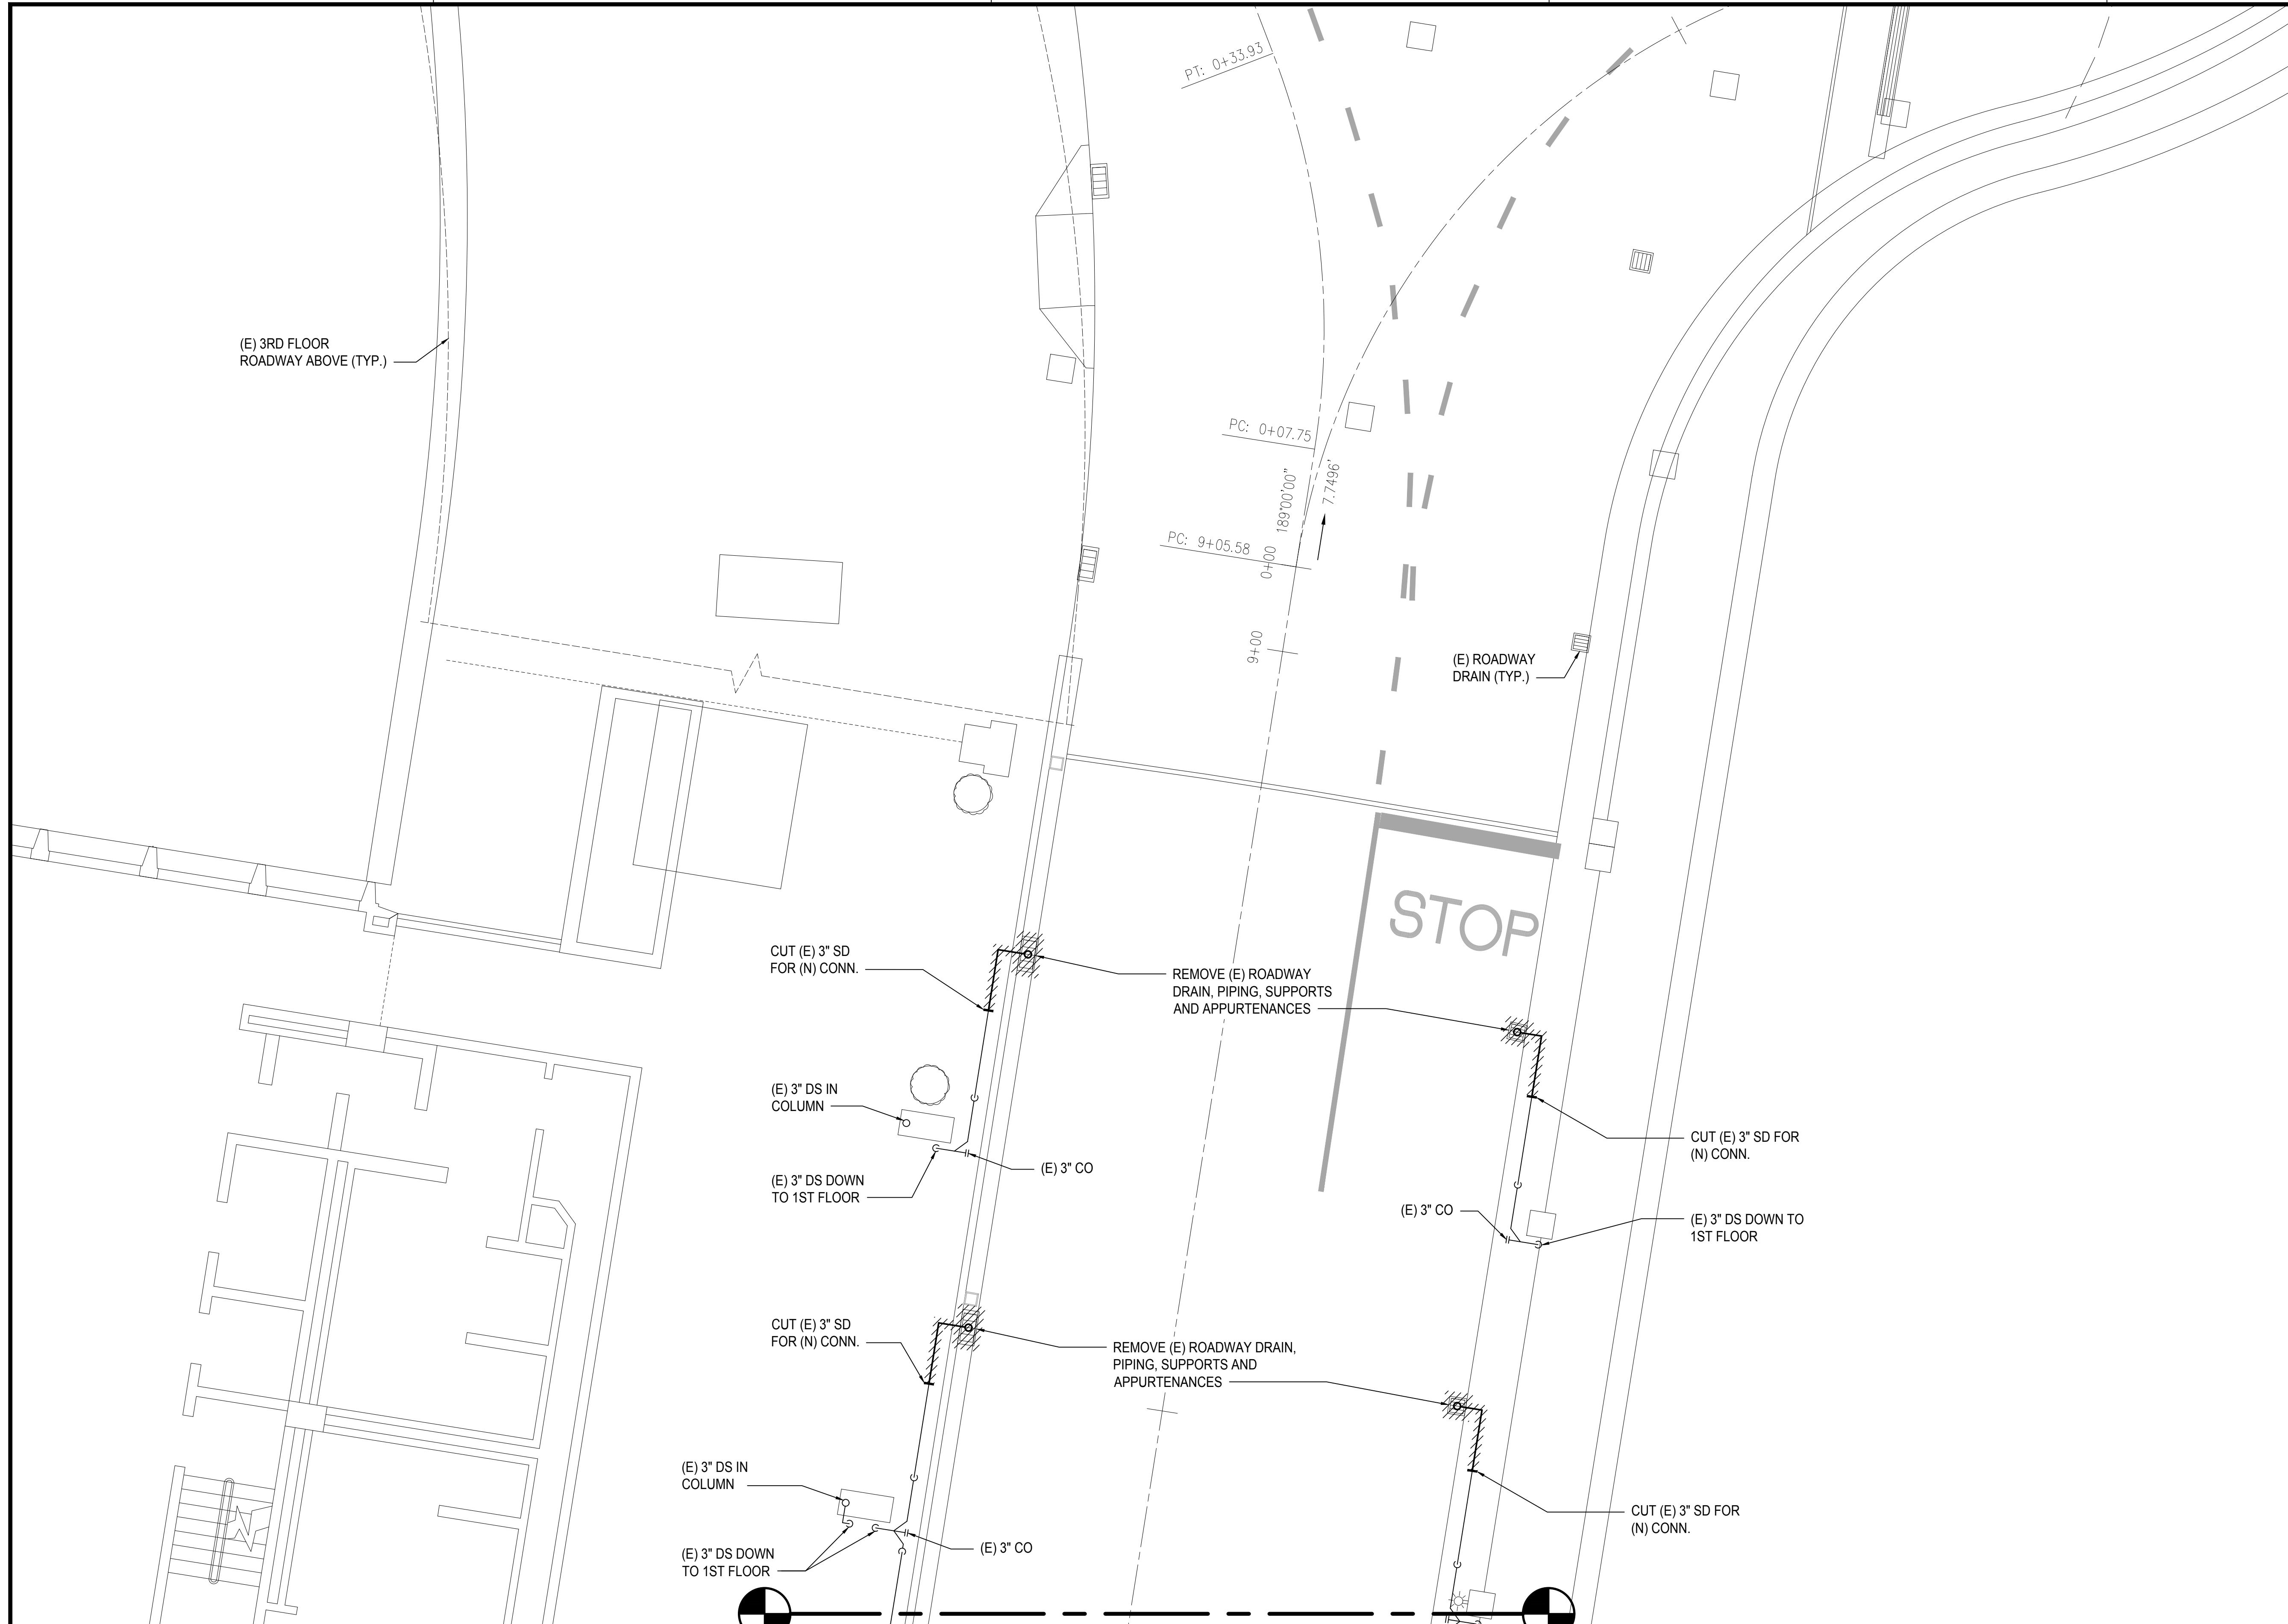 PT: 0+33.93
(E) 3RD FLOOR
ROADWAY ABOVE (TYP.)
PC: 0+07.75
189°00'00"
7.7496'
PC: 9+05.58
0+00
9+00
(E) ROADWAY
DRAIN (TYP.)
STOP
CUT (E) 3" SD
FOR (N) CONN.
REMOVE (E) ROADWAY
DRAIN, PIPING, SUPPORTS
AND APPURTENANCES
(E) 3" DS IN
COLUMN
(E) 3" CO
(E) 3" DS DOWN
TO 1ST FLOOR
CUT (E) 3" SD FOR
(N) CONN.
(E) 3" CO
(E) 3" DS DOWN TO
1ST FLOOR
CUT (E) 3" SD
FOR (N) CONN.
REMOVE (E) ROADWAY DRAIN,
PIPING, SUPPORTS AND
APPURTENANCES
(E) 3" DS IN
COLUMN
CUT (E) 3" SD FOR
(N) CONN.
(E) 3" DS DOWN
TO 1ST FLOOR
(E) 3" CO